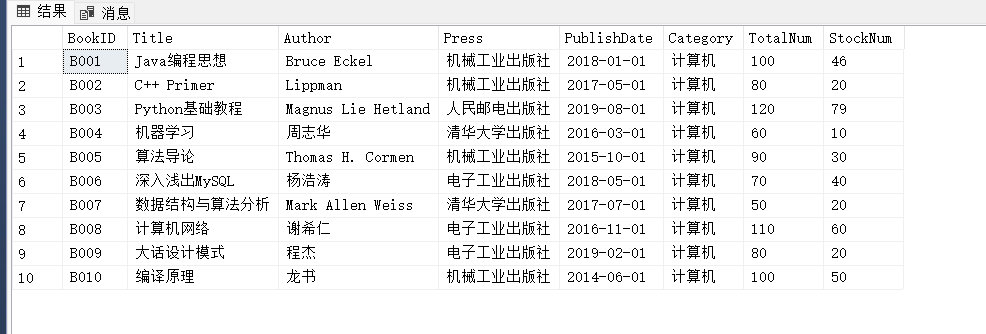 结果 消息
BookID Title Author Press PublishDate Category TotalNum StockNum
1 B001 Java编程思想 Bruce Eckel 机械工业出版社 2018-01-01 计算机 100 46
2 B002 C++ Primer Lippman 机械工业出版社 2017-05-01 计算机 80 20
3 B003 Python基础教程 Magnus Lie Hetland 人民邮电出版社 2019-08-01 计算机 120 79
4 B004 机器学习 周志华 清华大学出版社 2016-03-01 计算机 60 10
5 B005 算法导论 Thomas H. Cormen 机械工业出版社 2015-10-01 计算机 90 30
6 B006 深入浅出MySQL 杨浩涛 电子工业出版社 2018-05-01 计算机 70 40
7 B007 数据结构与算法分析 Mark Allen Weiss 清华大学出版社 2017-07-01 计算机 50 20
8 B008 计算机网络 谢希仁 电子工业出版社 2016-11-01 计算机 110 60
9 B009 大话设计模式 程杰 电子工业出版社 2019-02-01 计算机 80 20
10 B010 编译原理 龙书 机械工业出版社 2014-06-01 计算机 100 50